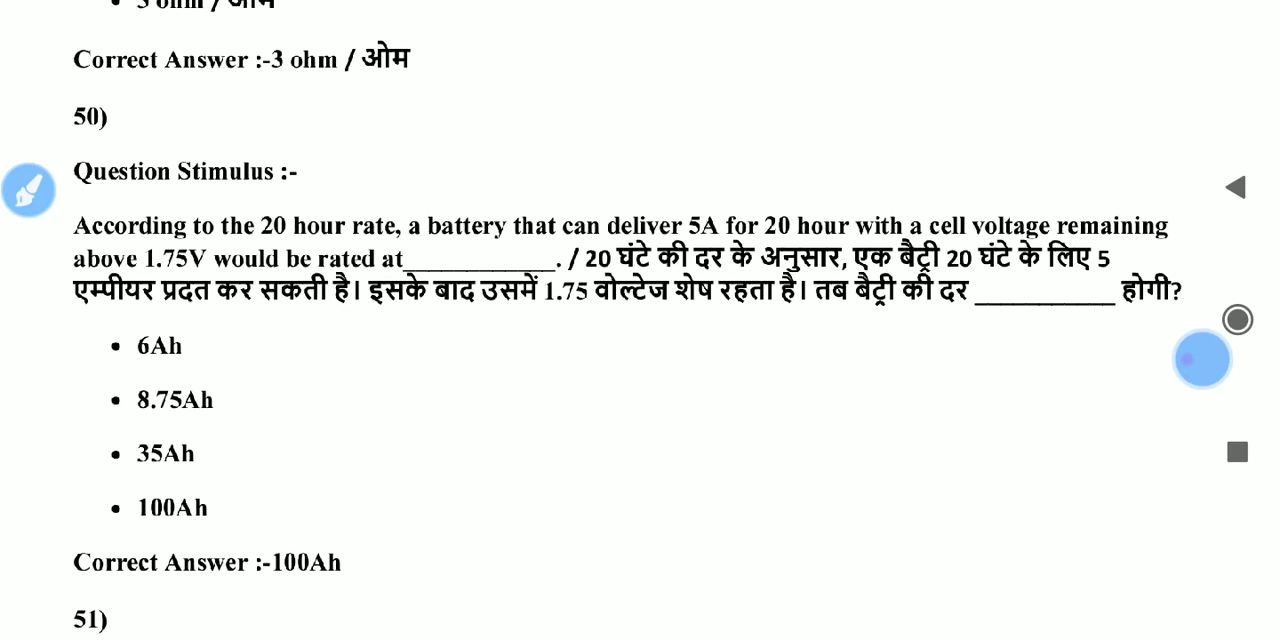 Correct Answer :-3 ohm / ओम
50)
Question Stimulus :-
According to the 20 hour rate, a battery that can deliver 5A for 20 hour with a cell voltage remaining
above 1.75V would be rated at____________. / 20 घंटे की दर के अनुसार, एक बैट्री 20 घंटे के लिए 5
एम्पीयर प्रदत कर सकती है। इसके बाद उसमें 1.75 वोल्टेज शेष रहता है। तब बैट्री की दर ___________ होगी?
• 6Ah
• 8.75Ah
• 35Ah
• 100Ah
Correct Answer :-100Ah
51)